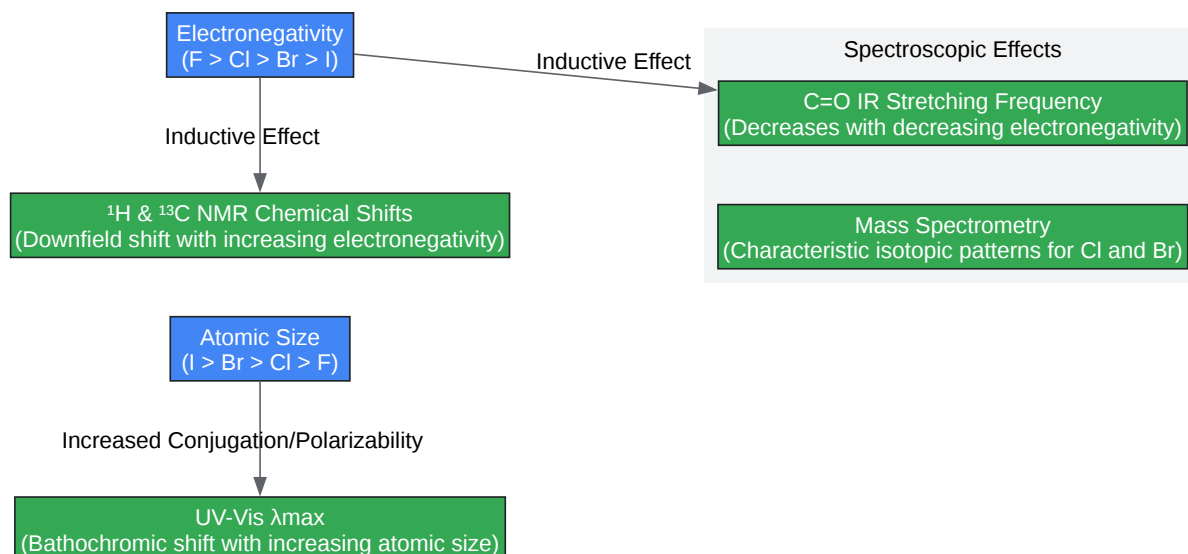 Electronegativity
(F > Cl > Br > I)
Spectroscopic Effects
Inductive Effect
C=O IR Stretching Frequency
(Decreases with decreasing electronegativity)
Inductive Effect
¹H & ¹³C NMR Chemical Shifts
(Downfield shift with increasing electronegativity)
Mass Spectrometry
(Characteristic isotopic patterns for Cl and Br)
Atomic Size
(I > Br > Cl > F)
Increased Conjugation/Polarizability
UV-Vis λmax
(Bathochromic shift with increasing atomic size)